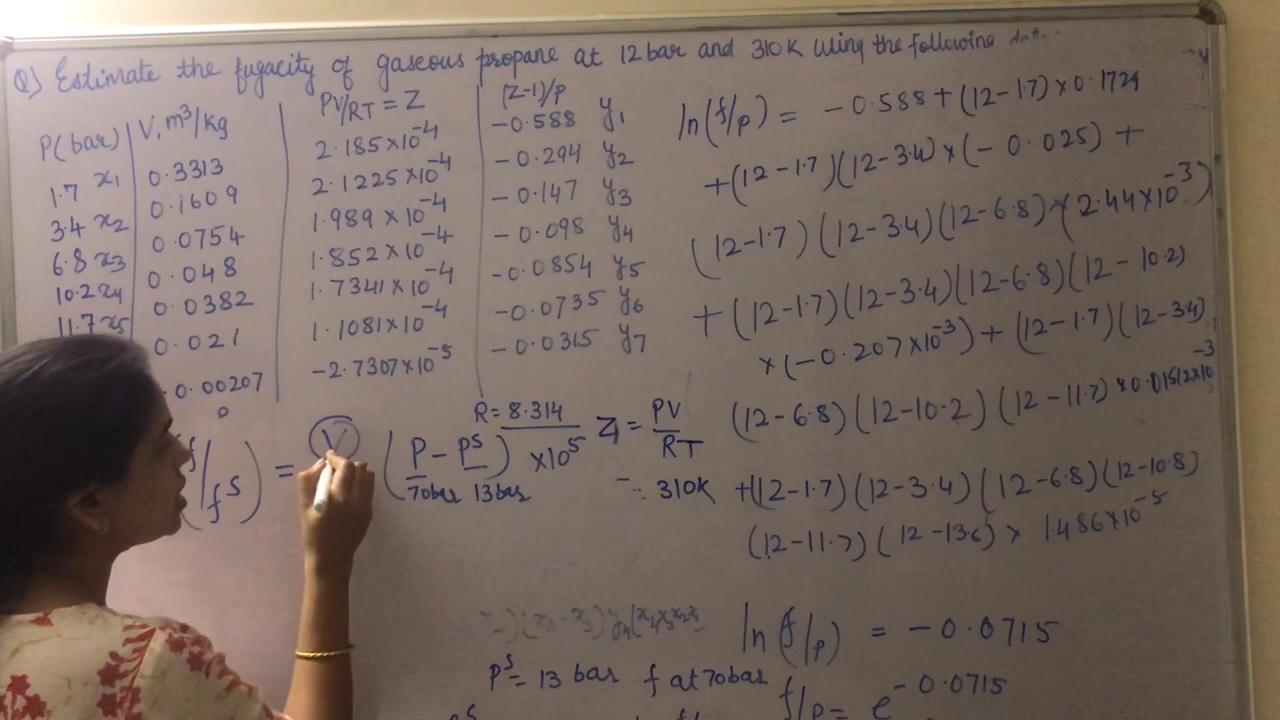 Q) Estimate the fugacity of gaseous propane at 12 bar and 310K using the following
P(bar) V, m³/kg PV/RT = Z (Z-1)/P
1.7 x₁ 0.3313 2.185×10⁻⁴ -0.588 y₁
3.4 x₂ 0.1609 2.1225×10⁻⁴ -0.294 y₂
6.8 x₃ 0.0754 1.989×10⁻⁴ -0.147 y₃
10.2 x₄ 0.048 1.852×10⁻⁴ -0.098 y₄
11.7 x₅ 0.0382 1.7341×10⁻⁴ -0.0854 y₅
0.021 1.1081×10⁻⁴ -0.0735 y₆
-0.00207 -2.7307×10⁻⁵ -0.0315 y₇
0
f/fˢ) = V (P - Pˢ) ×10⁵
70bar 13bar
R = 8.314
Z = PV/RT
310K
Pˢ = 13 bar f at 70bar
ln(f/p) = -0.588 + (12-1.7) × 0.1729
+ (12-1.7)(12-3.4) × (-0.025) +
(12-1.7)(12-3.4)(12-6.8) × (2.44×10⁻³)
+ (12-1.7)(12-3.4)(12-6.8)(12-10.2)
×(-0.207×10⁻³) + (12-1.7)(12-3.4)
(12-6.8)(12-10.2)(12-11.7) × 0.01512×10⁻³
+(12-1.7)(12-3.4)(12-6.8)(12-10.8)
(12-11.7)(12-13.6) × 1.486×10⁻⁵
ln(f/p) = -0.0715
f/p = e^-0.0715